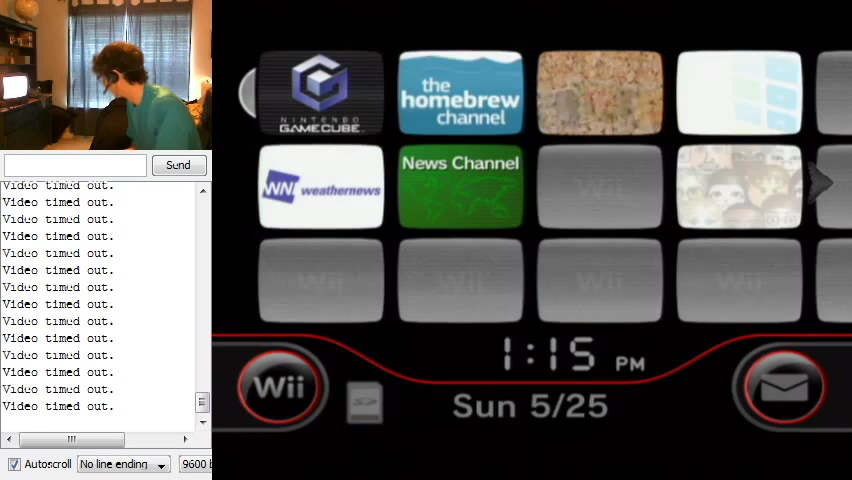 NINTENDO
GAMECUBE.
the
homebrew
channel
WN weathernews
News Channel
Wii
Wii
Wii
Wii
Wii
1:15 PM
Sun 5/25
Wii
SD
Send
Video timed out.
Video timed out.
Video timed out.
Video timed out.
Video timed out.
Video timed out.
Video timed out.
Video timed out.
Video timed out.
Video timed out.
Video timed out.
Video timed out.
Video timed out.
Video timed out.
Autoscroll
No line ending
9600 b